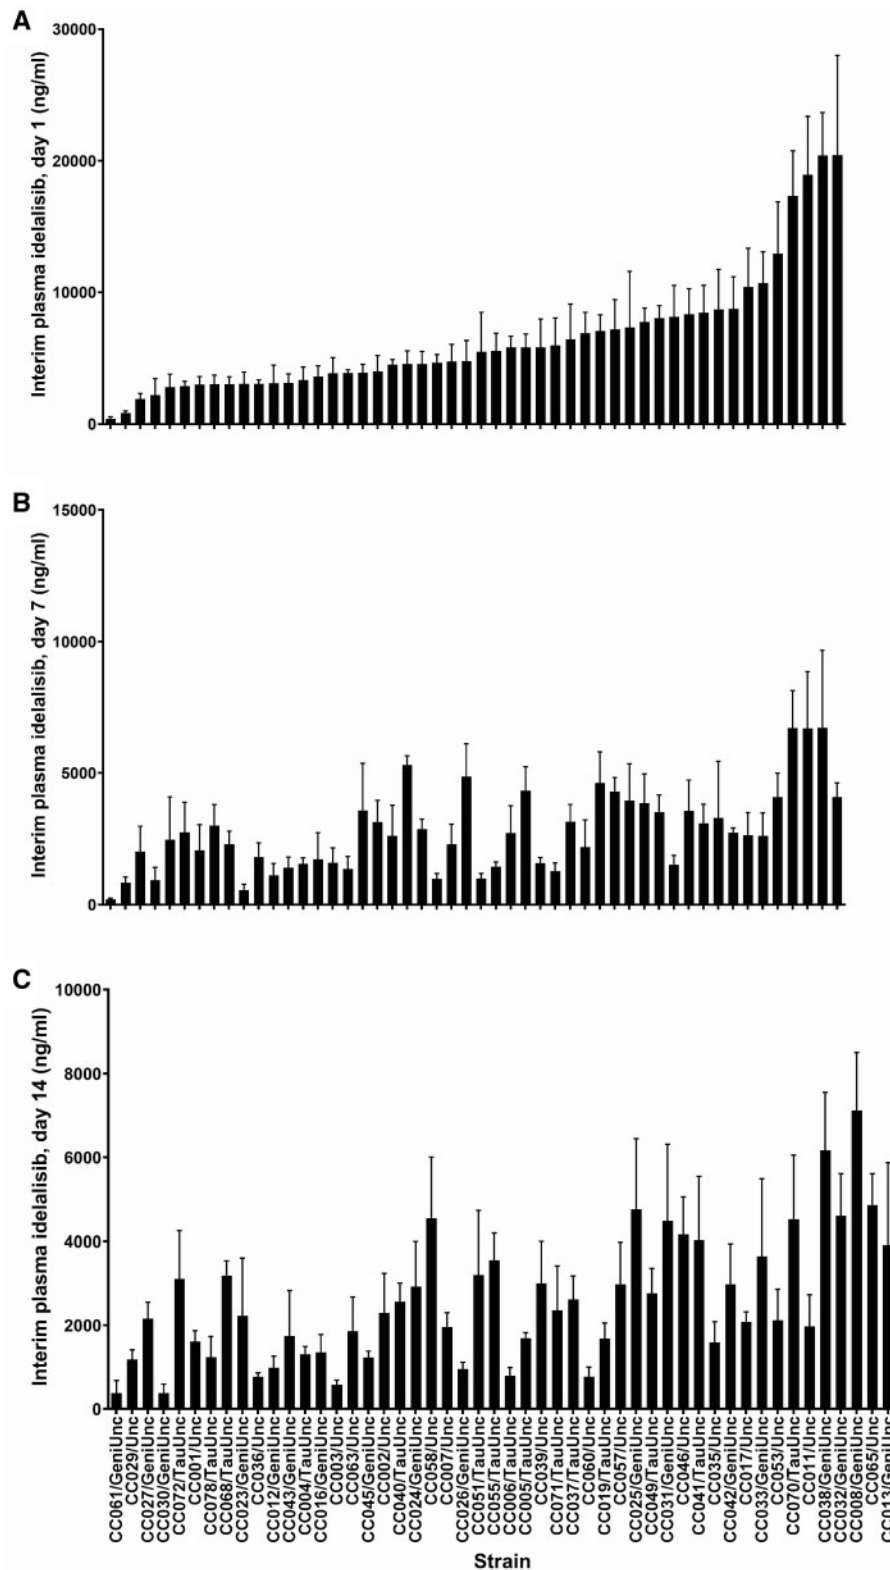 A
Interim plasma idelalisib, day 1 (ng/ml)
30000
20000
10000
0
B
Interim plasma idelalisib, day 7 (ng/ml)
15000
10000
5000
0
C
Interim plasma idelalisib, day 14 (ng/ml)
10000
8000
6000
4000
2000
0
CC061/GeniUnc
CC029/Unc
CC027/GeniUnc
CC030/GeniUnc
CC072/TauUnc
CC001/Unc
CC078/TauUnc
CC068/TauUnc
CC023/GeniUnc
CC036/Unc
CC012/GeniUnc
CC043/GeniUnc
CC004/TauUnc
CC016/GeniUnc
CC003/Unc
CC063/Unc
CC045/GeniUnc
CC002/Unc
CC040/TauUnc
CC024/GeniUnc
CC058/Unc
CC007/Unc
CC026/GeniUnc
CC051/TauUnc
CC055/TauUnc
CC006/TauUnc
CC005/TauUnc
CC039/Unc
CC071/TauUnc
CC037/TauUnc
CC060/Unc
CC019/TauUnc
CC057/Unc
CC025/GeniUnc
CC049/TauUnc
CC031/GeniUnc
CC046/Unc
CC041/TauUnc
CC035/Unc
CC042/GeniUnc
CC017/Unc
CC033/GeniUnc
CC053/Unc
CC070/TauUnc
CC011/Unc
CC038/GeniUnc
CC032/GeniUnc
CC008/GeniUnc
CC065/Unc
CC013/GeniUnc
Strain